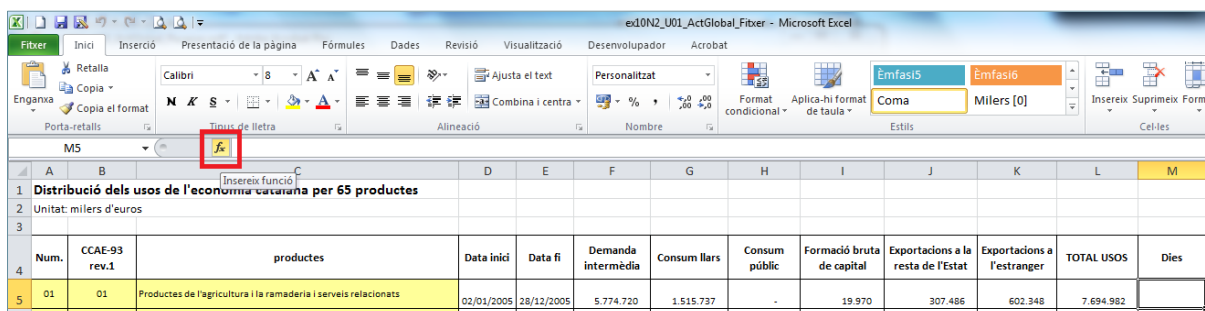 ex10N2_U01_ActGlobal_Fitxer - Microsoft Excel
Fitxer Inici Inserció Presentació de la pàgina Fórmules Dades Revisió Visualització Desenvolupador Acrobat
Enganxa
Retalla
Copia
Copia el format
Porta-retalls
Calibri 8 A A
N K S A
Tipus de lletra
Ajusta el text
Combina i centra
Alineació
Personalitzat
% , ,00 ,00
Nombre
Format condicional
Aplica-hi format de taula
Èmfasi5 Èmfasi6
Coma Milers [0]
Estils
Insereix Suprimeix Form
Cel·les
M5 fx
Insereix funció
A B C D E F G H I J K L M
1 Distribució dels usos de l'economia catalana per 65 productes
2 Unitat: milers d'euros
3
4 Num. CCAE-93 rev.1 productes Data inici Data fi Demanda intermèdia Consum llars Consum públic Formació bruta de capital Exportacions a la resta de l'Estat Exportacions a l'estranger TOTAL USOS Dies
5 01 01 Productes de l'agricultura i la ramaderia i serveis relacionats 02/01/2005 28/12/2005 5.774.720 1.515.737 - 19.970 307.486 602.348 7.694.982